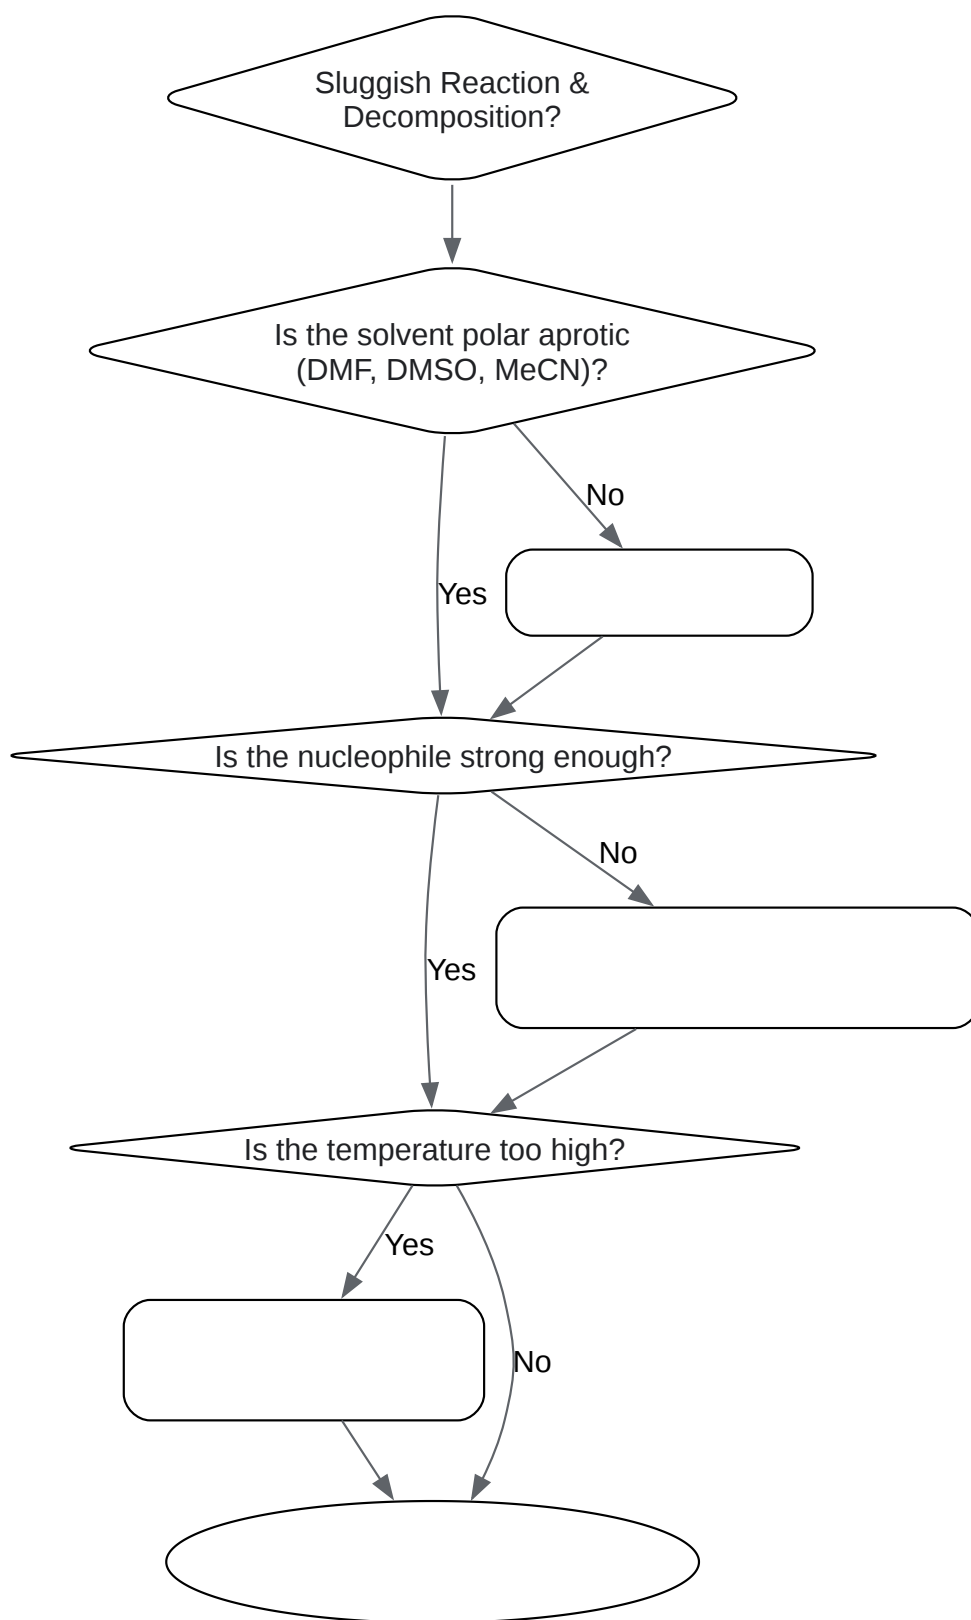 Sluggish Reaction &
Decomposition?
Is the solvent polar aprotic
(DMF, DMSO, MeCN)?
No
Yes
Is the nucleophile strong enough?
No
Yes
Is the temperature too high?
Yes
No